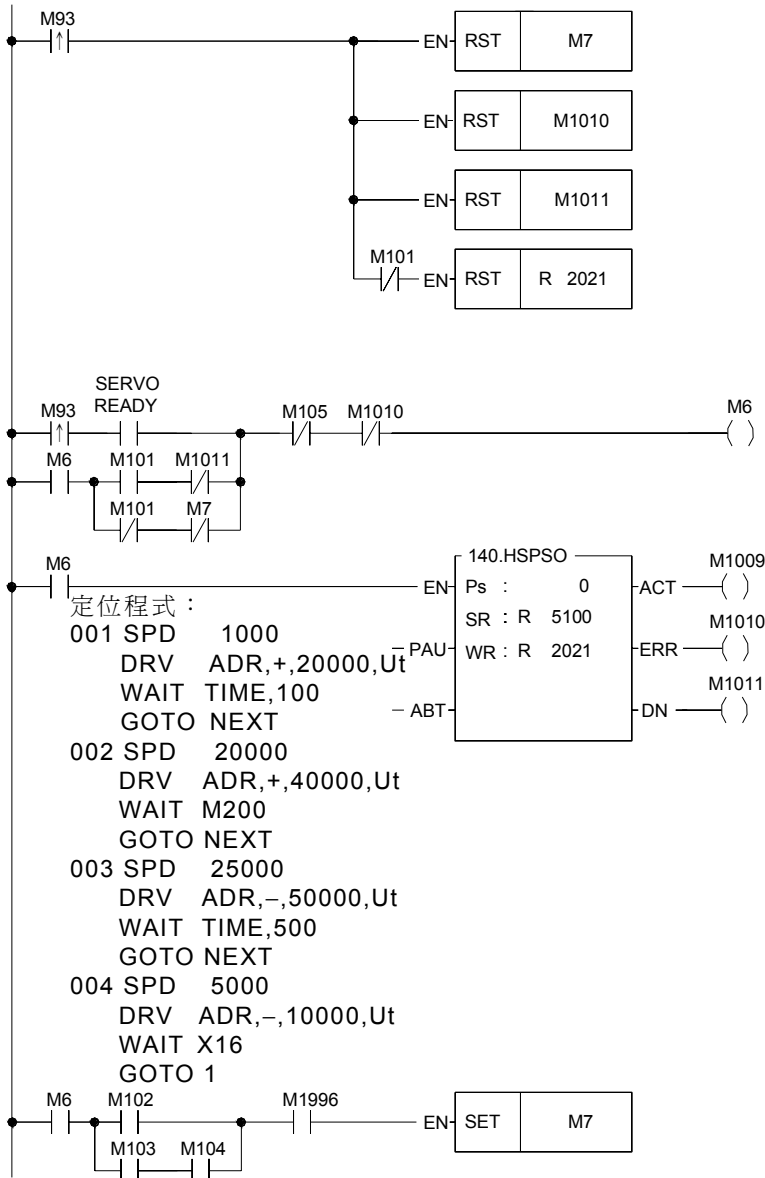 M93
EN RST M7
EN RST M1010
EN RST M1011
M101
EN RST R 2021
SERVO
READY
M93 M105 M1010 M6
M6 M101 M1011
M101 M7
M6
140.HSPSO
EN Ps : 0 ACT M1009
SR : R 5100
PAU WR : R 2021 ERR M1010
ABT DN M1011
定位程式：
001 SPD 1000
DRV ADR,+,20000,Ut
WAIT TIME,100
GOTO NEXT
002 SPD 20000
DRV ADR,+,40000,Ut
WAIT M200
GOTO NEXT
003 SPD 25000
DRV ADR,−,50000,Ut
WAIT TIME,500
GOTO NEXT
004 SPD 5000
DRV ADR,−,10000,Ut
WAIT X16
GOTO 1
M6 M102 M1996
EN SET M7
M103 M104